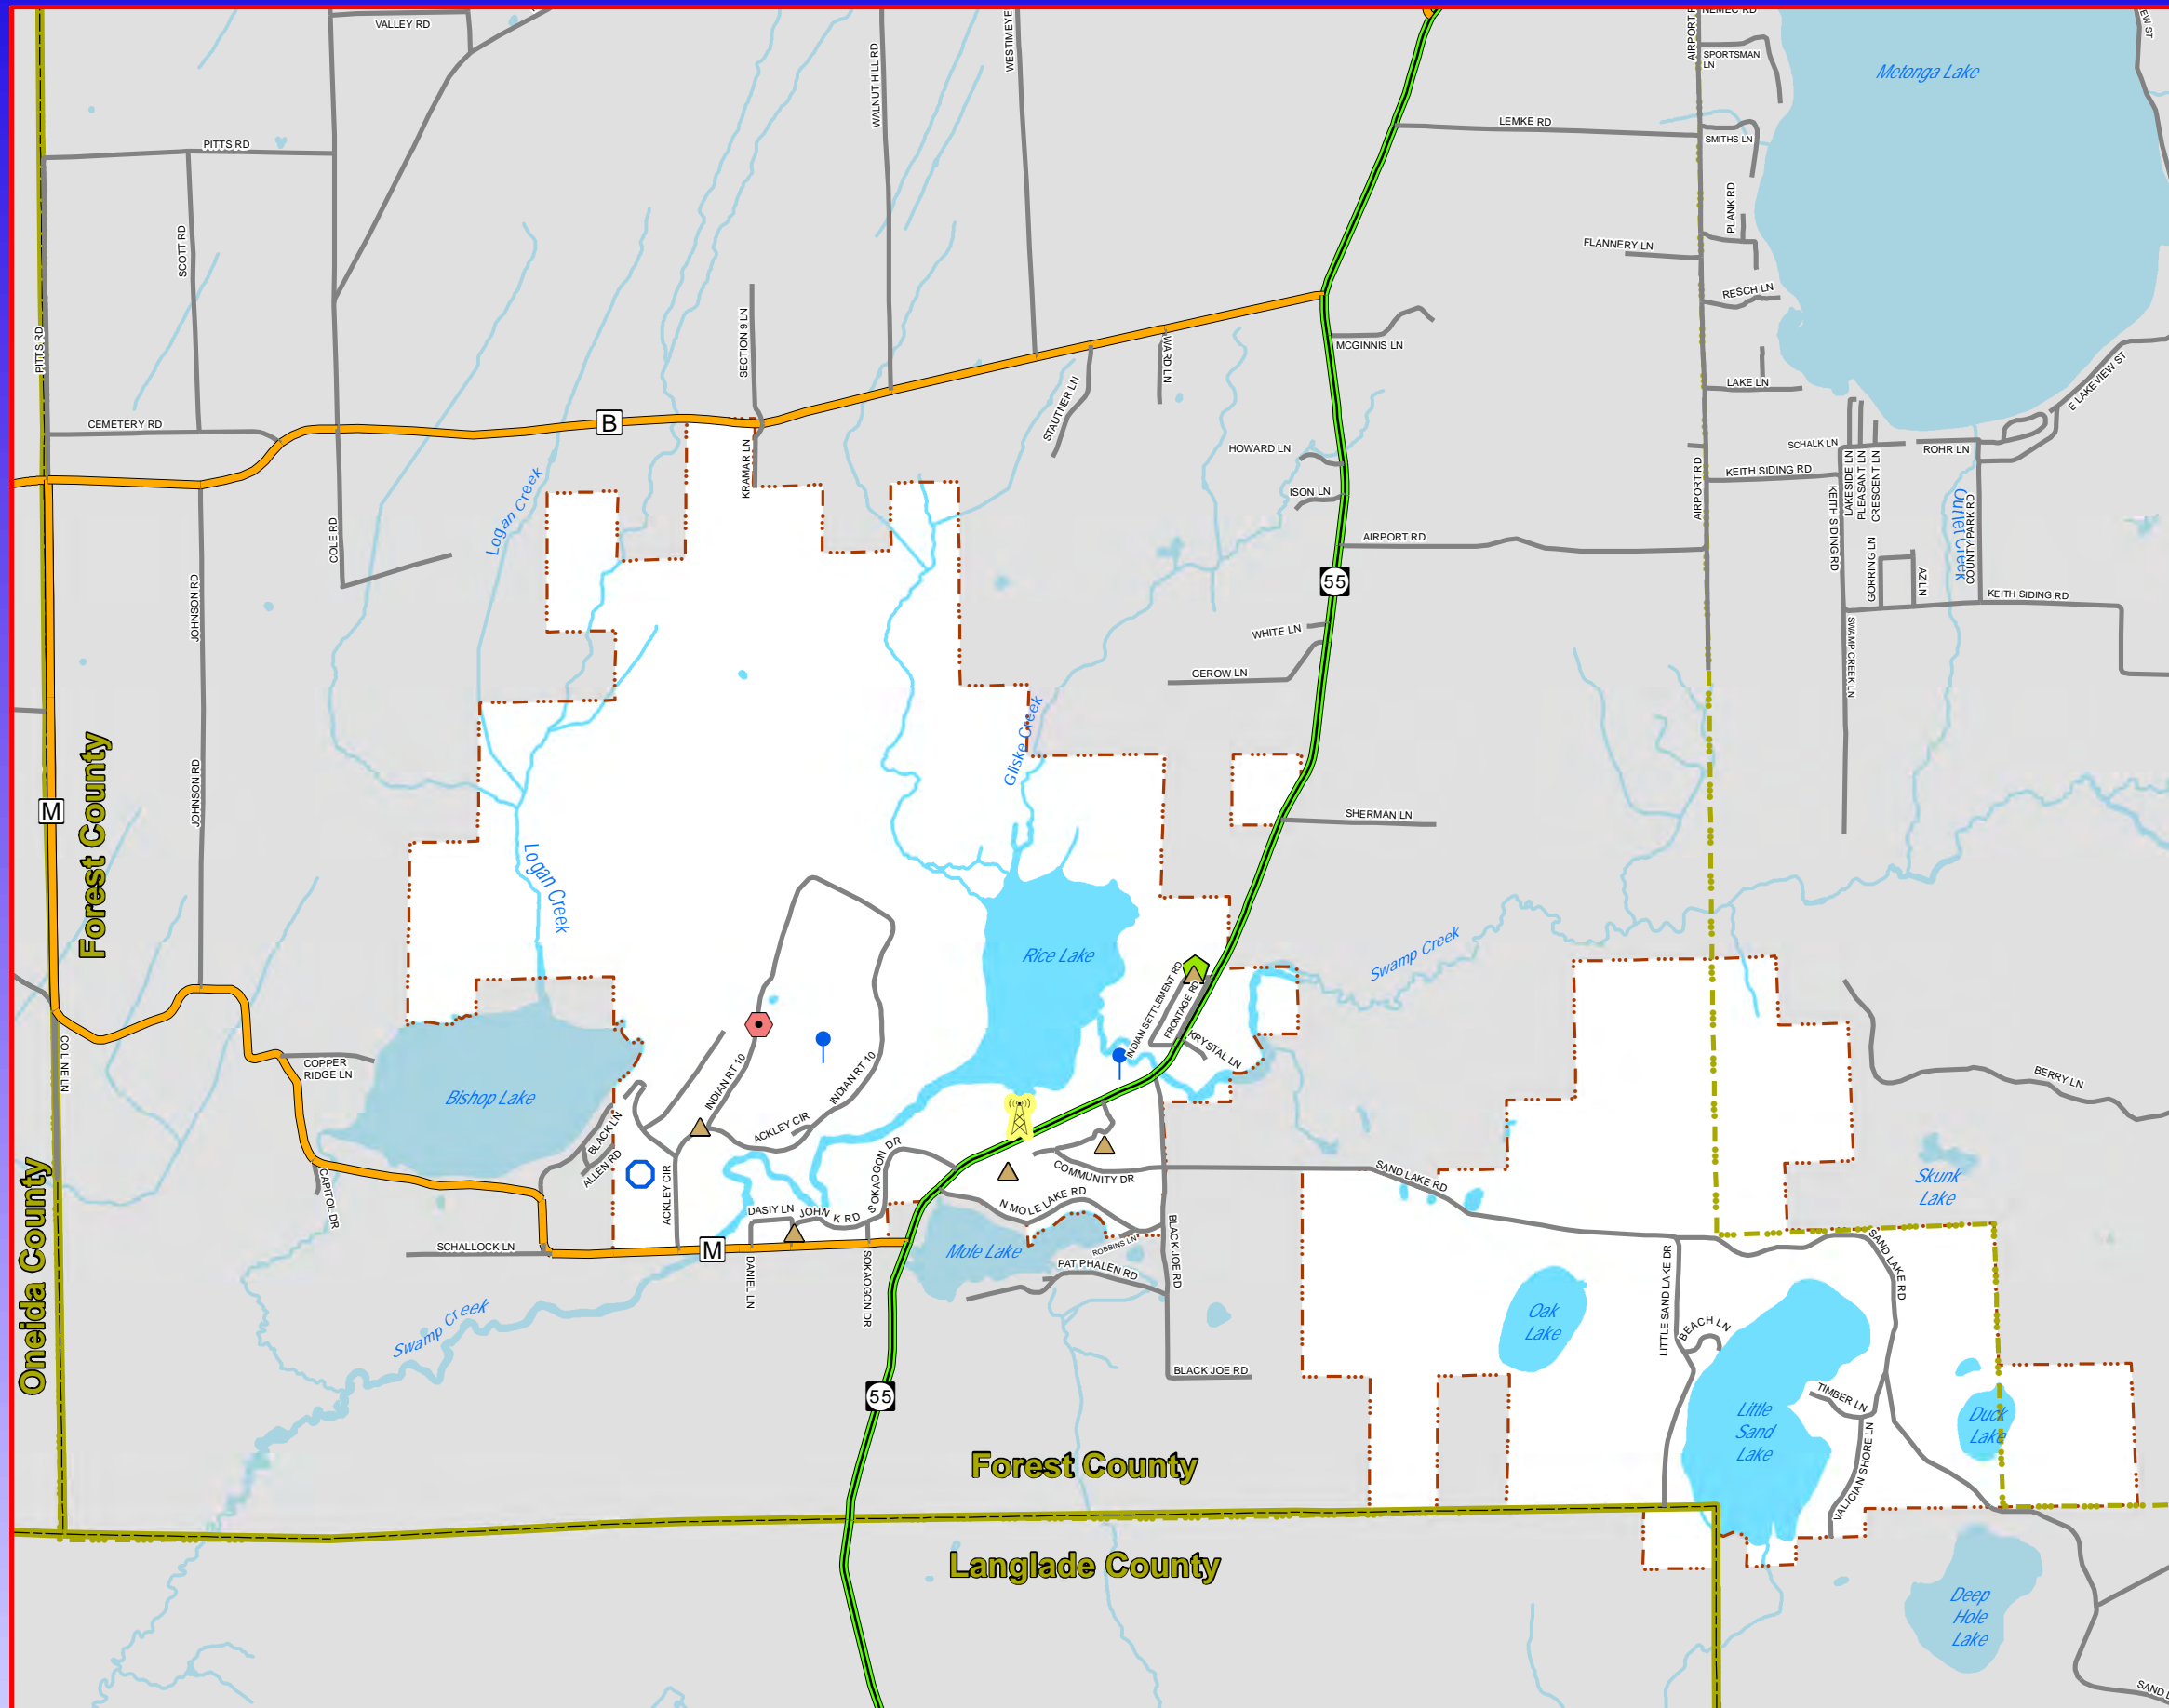 VALLEY RD
WALNUT HILL RD
AIRPORT
NEMEC RD
SPORTSMAN
LN
Metonga Lake
PITTS RD
LEMKE RD
SMITHS LN
SCOTT RD
PLANK RD
FLANNERY LN
RESCH LN
PITTS RD
SECTION 9 LN
WARD LN
MCGINNIS LN
LAKE LN
E LAKEVIEW ST
STAUTNER LN
CEMETERY RD
B
KRAMAR LN
HOWARD LN
SCHALK LN
ROHR LN
KEITH SIDING RD
LAKESIDE LN
PLEASANT LN
CRESCENT LN
AIRPORT RD
KEITH SIDING RD
Outlet Creek
COUNTY PARK RD
ISON LN
Logan Creek
COLE RD
AIRPORT RD
55
GORRING LN
AZ LN
KEITH SIDING RD
JOHNSON RD
WHITE LN
GEROW LN
SWAMP CREEK LN
Gliske Creek
M
Forest County
JOHNSON RD
SHERMAN LN
Logan Creek
Rice Lake
Swamp Creek
INDIAN SETTLEMENT RD
FRONTAGE RD
KRYSTAL LN
COLLINE LN
COPPER
RIDGE LN
Bishop Lake
INDIAN RT 10
INDIAN RT 10
BERRY LN
BLACK LN
ALLEN RD
ACKLEY CIR
ACKLEY CIR
SOKAOGON DR
COMMUNITY DR
SAND LAKE RD
Skunk
Lake
Oneida County
CAPITOL DR
N MOLE LAKE RD
DASIY LN
JOHN K RD
SCHALLOCK LN
M
Mole Lake
ROBBINS LN
PAT PHALEN RD
BLACK JOE RD
DANIEL LN
SOKAOGON DR
SAND LAKE RD
LITTLE SAND LAKE DR
BEACH LN
Oak
Lake
Swamp Creek
BLACK JOE RD
55
TIMBER LN
Little
Sand
Lake
Duck
Lake
VAL/CIAN SHORE LN
Forest County
Langlade County
Deep
Hole
Lake